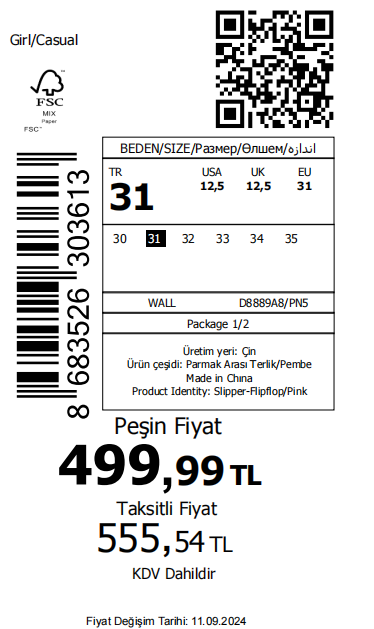 Girl/Casual
FSC
MIX
Paper
FSC™
BEDEN/SIZE/Размер/Өлшем/اندازه
TR USA UK EU
31 12,5 12,5 31
30 31 32 33 34 35
WALL D8889A8/PN5
Package 1/2
Üretim yeri: Çin
Ürün çeşidi: Parmak Arası Terlik/Pembe
Made in China
Product Identity: Slipper-Flipflop/Pink
8 683526 303613
Peşin Fiyat
499,99 TL
Taksitli Fiyat
555,54 TL
KDV Dahildir
Fiyat Değişim Tarihi: 11.09.2024